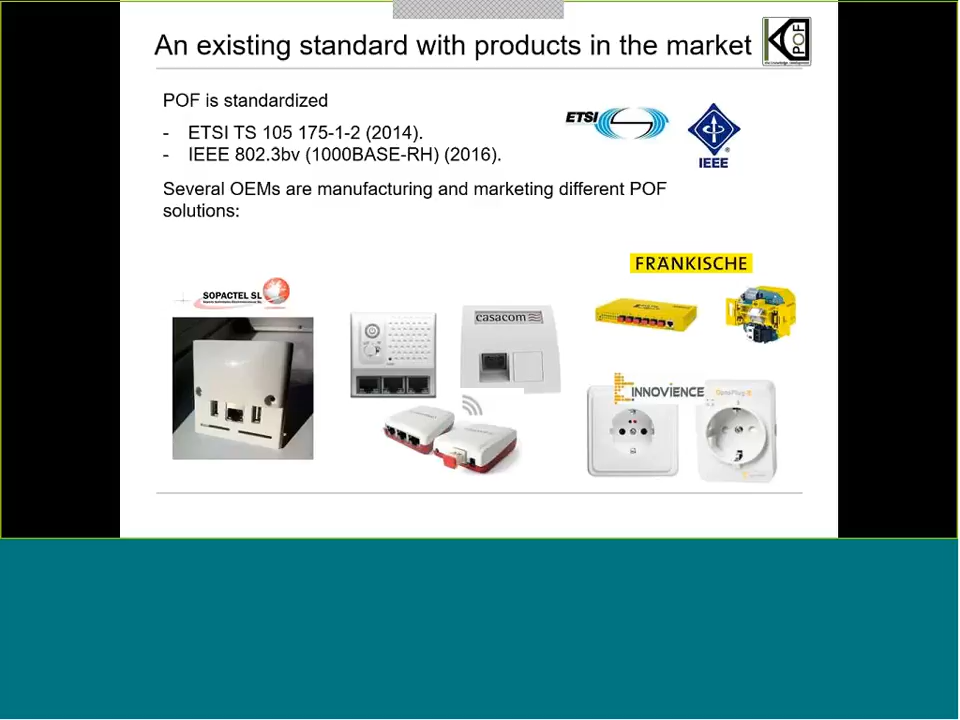 An existing standard with products in the market
KD
POF
POF is standardized
- ETSI TS 105 175-1-2 (2014).
- IEEE 802.3bv (1000BASE-RH) (2016).
ETSI
IEEE
Several OEMs are manufacturing and marketing different POF
solutions:
FRÄNKISCHE
SOPACTEL SL
casacom
INNOVIENCE